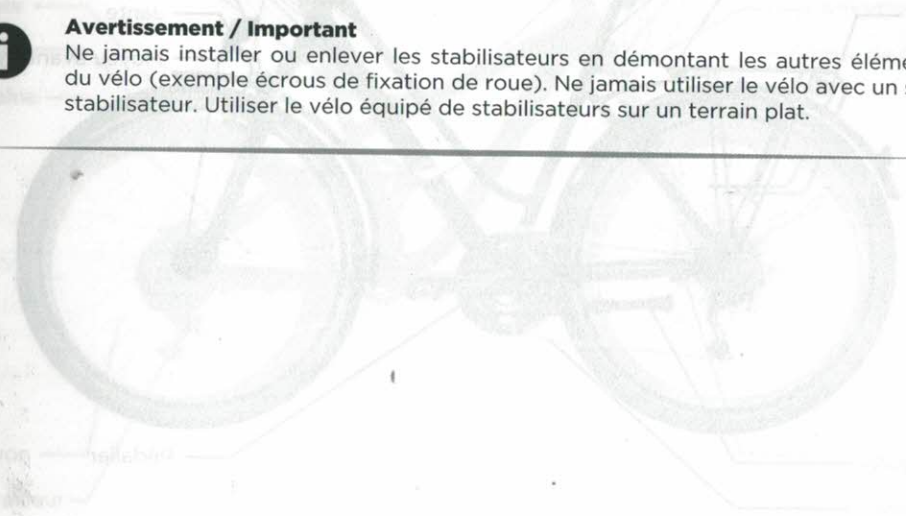 i
Avertissement / Important
Ne jamais installer ou enlever les stabilisateurs en démontant les autres éléme
du vélo (exemple écrous de fixation de roue). Ne jamais utiliser le vélo avec un s
stabilisateur. Utiliser le vélo équipé de stabilisateurs sur un terrain plat.